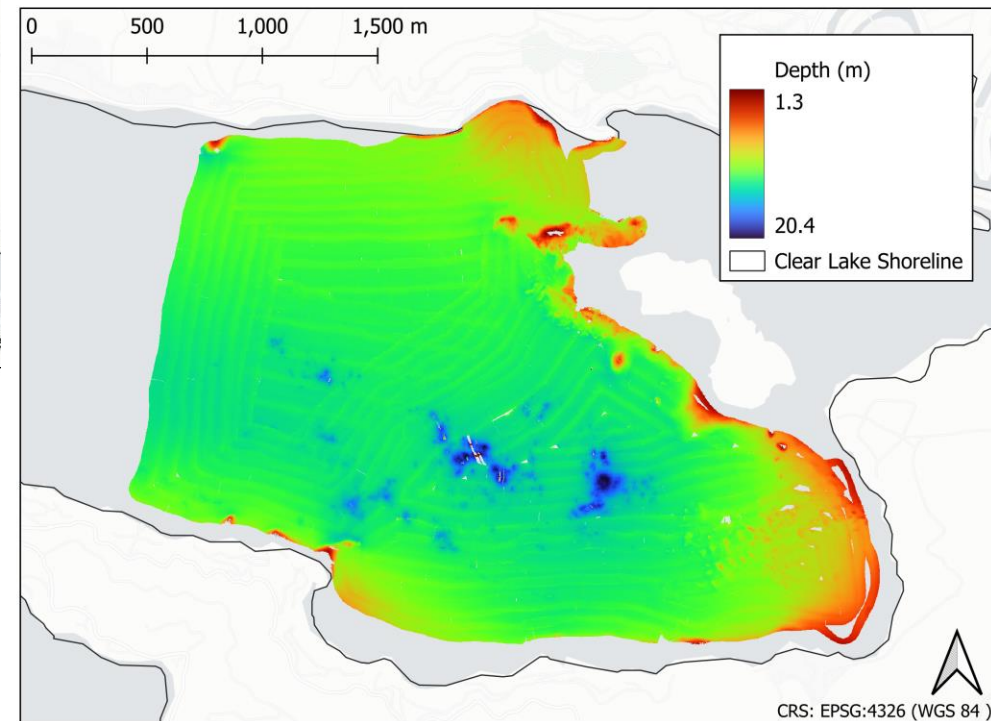 0 500 1,000 1,500 m
Depth (m)
1.3
20.4
Clear Lake Shoreline
CRS: EPSG:4326 (WGS 84 )